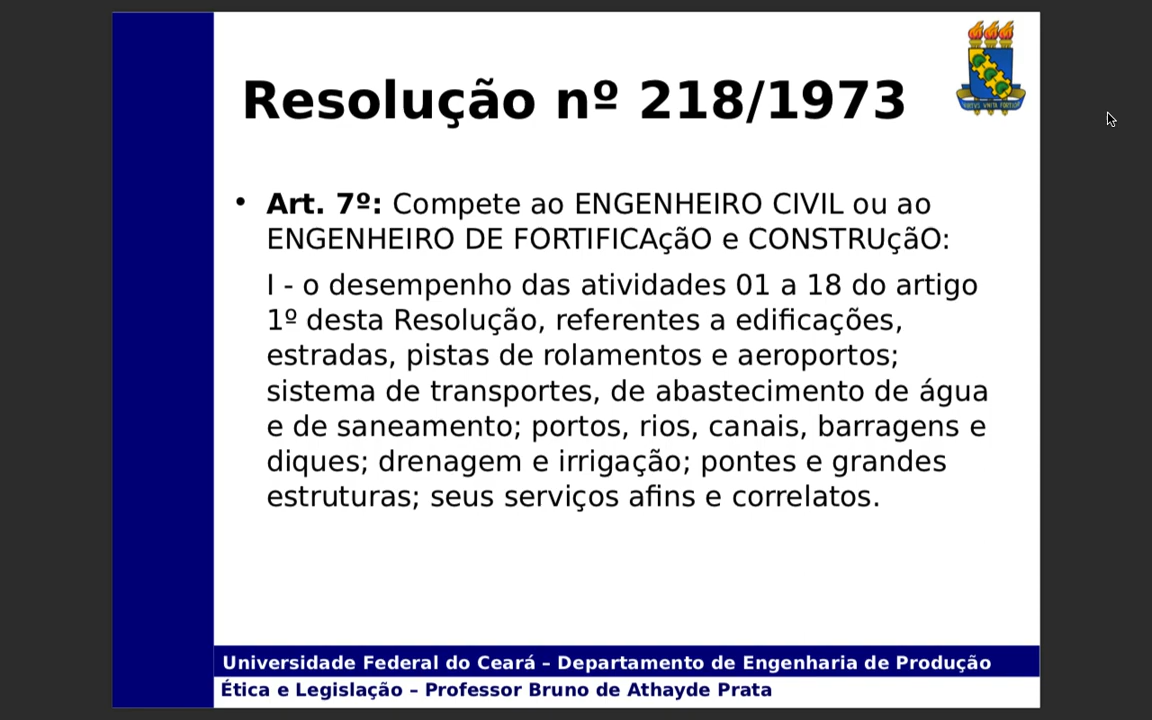 Resolução nº 218/1973
• Art. 7º: Compete ao ENGENHEIRO CIVIL ou ao
ENGENHEIRO DE FORTIFICAçãO e CONSTRUçãO:
I - o desempenho das atividades 01 a 18 do artigo
1º desta Resolução, referentes a edificações,
estradas, pistas de rolamentos e aeroportos;
sistema de transportes, de abastecimento de água
e de saneamento; portos, rios, canais, barragens e
diques; drenagem e irrigação; pontes e grandes
estruturas; seus serviços afins e correlatos.
Universidade Federal do Ceará – Departamento de Engenharia de Produção
Ética e Legislação – Professor Bruno de Athayde Prata